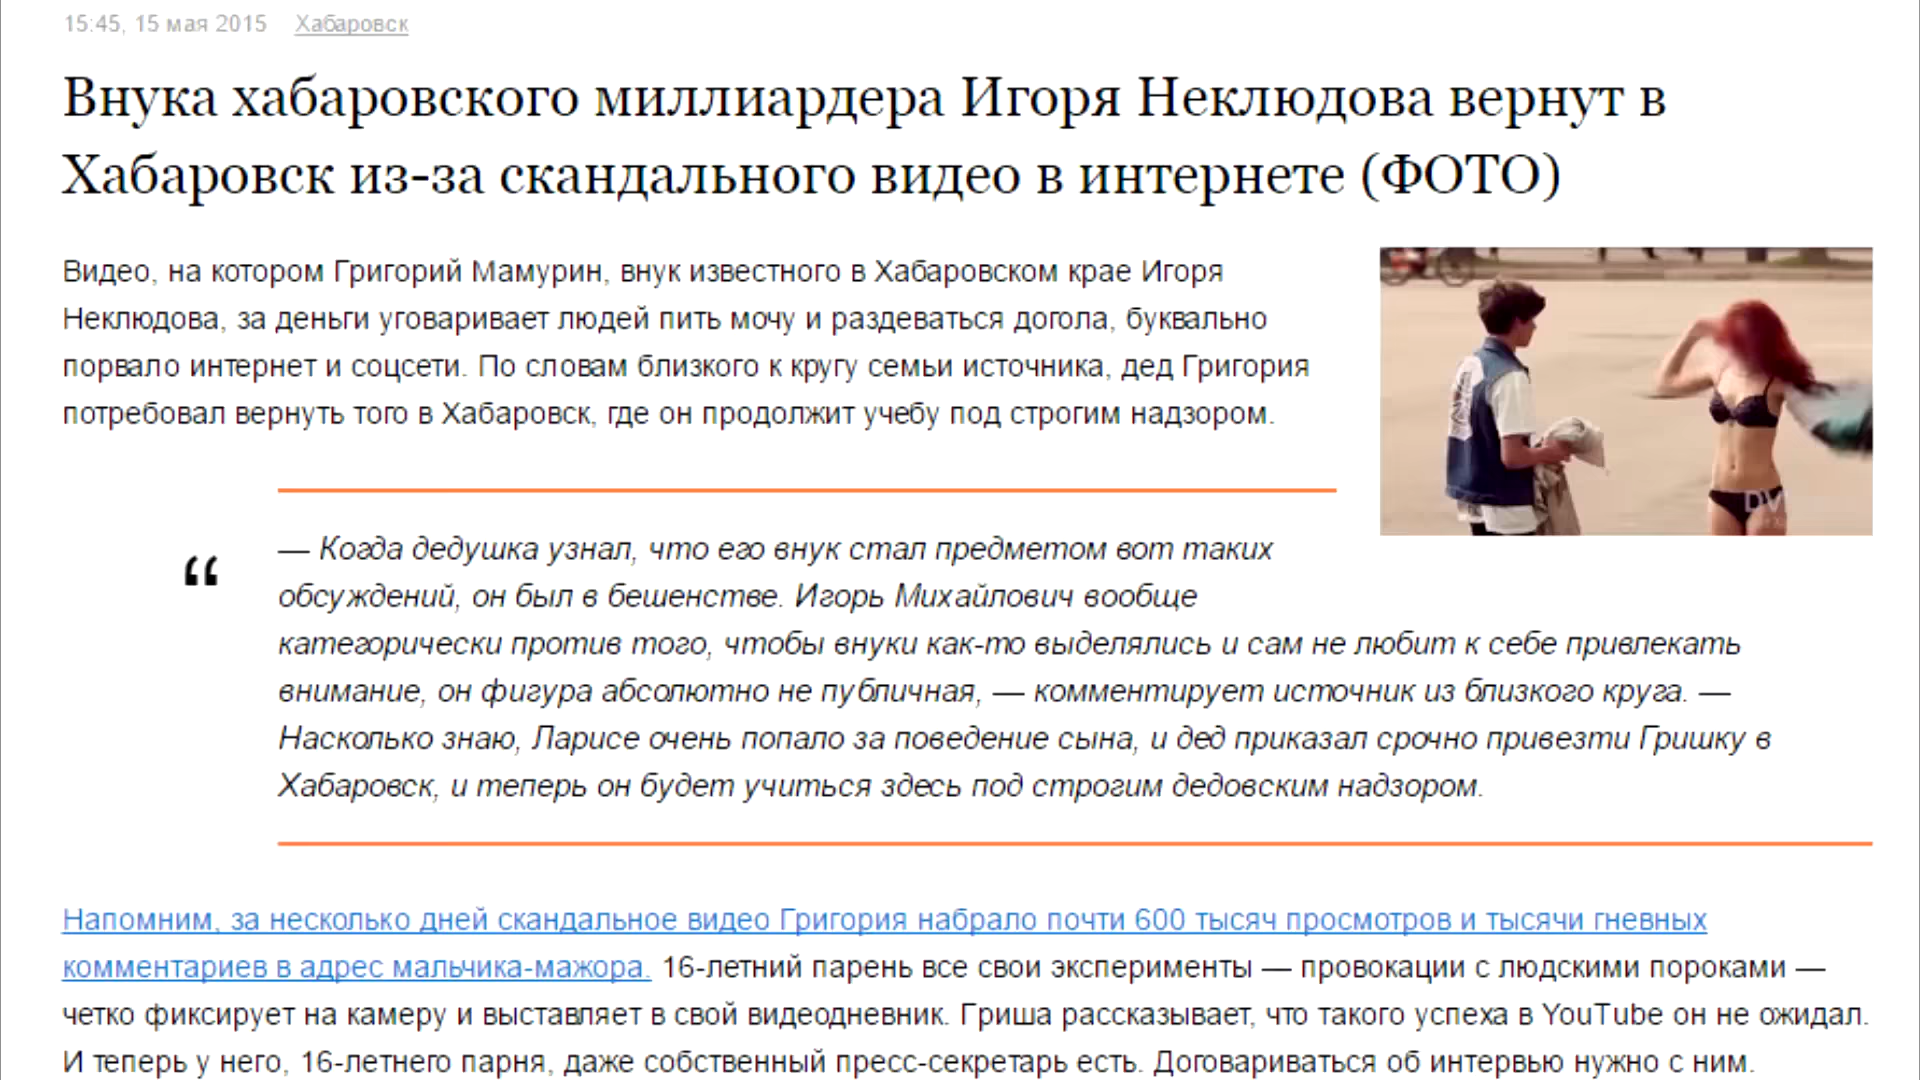 15:45, 15 мая 2015 Хабаровск
Внука хабаровского миллиардера Игоря Неклюдова вернут в
Хабаровск из-за скандального видео в интернете (ФОТО)
Видео, на котором Григорий Мамурин, внук известного в Хабаровском крае Игоря
Неклюдова, за деньги уговаривает людей пить мочу и раздеваться догола, буквально
порвало интернет и соцсети. По словам близкого к кругу семьи источника, дед Григория
потребовал вернуть того в Хабаровск, где он продолжит учебу под строгим надзором.
DV
“
— Когда дедушка узнал, что его внук стал предметом вот таких
обсуждений, он был в бешенстве. Игорь Михайлович вообще
категорически против того, чтобы внуки как-то выделялись и сам не любит к себе привлекать
внимание, он фигура абсолютно не публичная, — комментирует источник из близкого круга. —
Насколько знаю, Ларисе очень попало за поведение сына, и дед приказал срочно привезти Гришку в
Хабаровск, и теперь он будет учиться здесь под строгим дедовским надзором.
Напомним, за несколько дней скандальное видео Григория набрало почти 600 тысяч просмотров и тысячи гневных
комментариев в адрес мальчика-мажора. 16-летний парень все свои эксперименты — провокации с людскими пороками —
четко фиксирует на камеру и выставляет в свой видеодневник. Гриша рассказывает, что такого успеха в YouTube он не ожидал.
И теперь у него, 16-летнего парня, даже собственный пресс-секретарь есть. Договариваться об интервью нужно с ним.